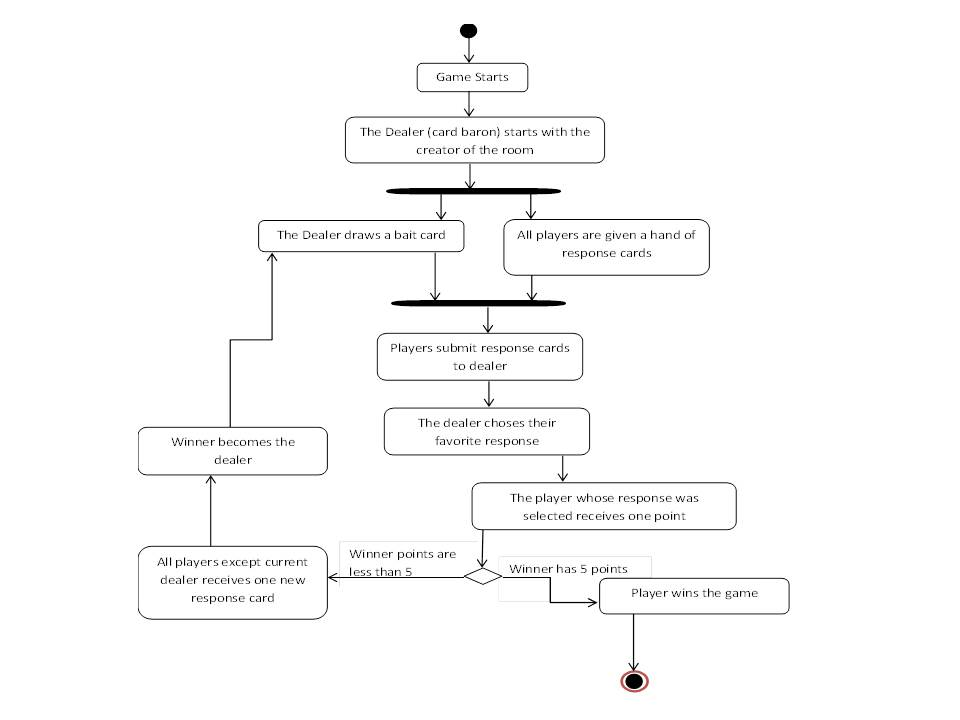 Game Starts
The Dealer (card baron) starts with the
creator of the room
The Dealer draws a bait card
All players are given a hand of
response cards
Players submit response cards
to dealer
The dealer choses their
favorite response
Winner becomes the
dealer
The player whose response was
selected receives one point
Winner points are
less than 5
Winner has 5 points
All players except current
dealer receives one new
response card
Player wins the game